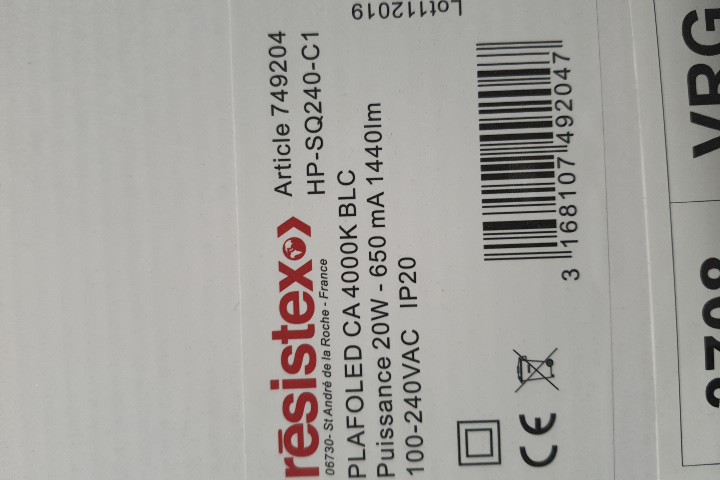 Lot112019
résistex
Article 749204
HP-SQ240-C1
06730- St André de la Roche - France
PLAFOLED CA 4000K BLC
Puissance 20W - 650 mA 1440lm
100-240VAC IP20
CE
3 168107 492047
VRG